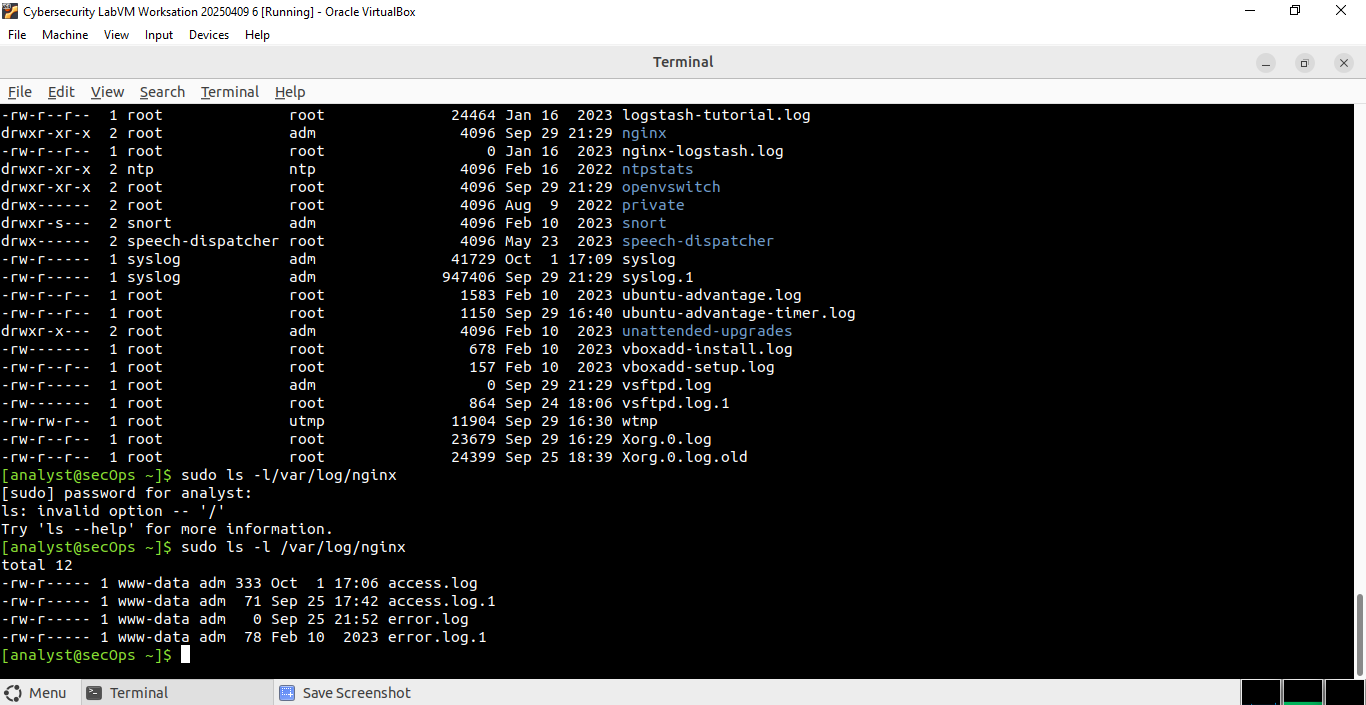 Cybersecurity LabVM Worksation 20250409 6 [Running] - Oracle VirtualBox
File Machine View Input Devices Help
Terminal
File Edit View Search Terminal Help
-rw-r--r--  1 root              root              24464 Jan 16  2023 logstash-tutorial.log
drwxr-xr-x  2 root              adm                4096 Sep 29 21:29 nginx
-rw-r--r--  1 root              root                  0 Jan 16  2023 nginx-logstash.log
drwxr-xr-x  2 ntp               ntp                4096 Feb 16  2022 ntpstats
drwxr-xr-x  2 root              root               4096 Sep 29 21:29 openvswitch
drwx------  2 root              root               4096 Aug  9  2022 private
drwxr-s---  2 snort             adm                4096 Feb 10  2023 snort
drwx------  2 speech-dispatcher root               4096 May 23  2023 speech-dispatcher
-rw-r-----  1 syslog            adm               41729 Oct  1 17:09 syslog
-rw-r-----  1 syslog            adm              947406 Sep 29 21:29 syslog.1
-rw-r--r--  1 root              root               1583 Feb 10  2023 ubuntu-advantage.log
-rw-r--r--  1 root              root               1150 Sep 29 16:40 ubuntu-advantage-timer.log
drwxr-x---  2 root              adm                4096 Feb 10  2023 unattended-upgrades
-rw-------  1 root              root                678 Feb 10  2023 vboxadd-install.log
-rw-r--r--  1 root              root                157 Feb 10  2023 vboxadd-setup.log
-rw-r-----  1 root              adm                   0 Sep 29 21:29 vsftpd.log
-rw-------  1 root              root                864 Sep 24 18:06 vsftpd.log.1
-rw-rw-r--  1 root              utmp              11904 Sep 29 16:30 wtmp
-rw-r--r--  1 root              root              23679 Sep 29 16:29 Xorg.0.log
-rw-r--r--  1 root              root              24399 Sep 25 18:39 Xorg.0.log.old
[analyst@secOps ~]$ sudo ls -l/var/log/nginx
[sudo] password for analyst:
ls: invalid option -- '/'
Try 'ls --help' for more information.
[analyst@secOps ~]$ sudo ls -l /var/log/nginx
total 12
-rw-r----- 1 www-data adm 333 Oct  1 17:06 access.log
-rw-r----- 1 www-data adm  71 Sep 25 17:42 access.log.1
-rw-r----- 1 www-data adm   0 Sep 25 21:52 error.log
-rw-r----- 1 www-data adm  78 Feb 10  2023 error.log.1
[analyst@secOps ~]$
Menu Terminal Save Screenshot